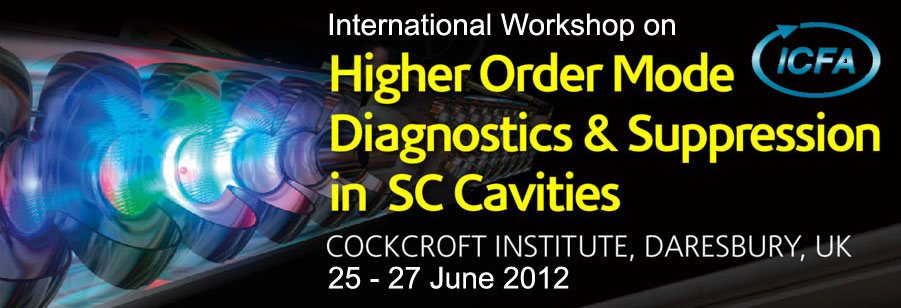 International Workshop on
Higher Order Mode
ICFA
Diagnostics & Suppression
in SC Cavities
COCKCROFT INSTITUTE, DARESBURY, UK
25 - 27 June 2012